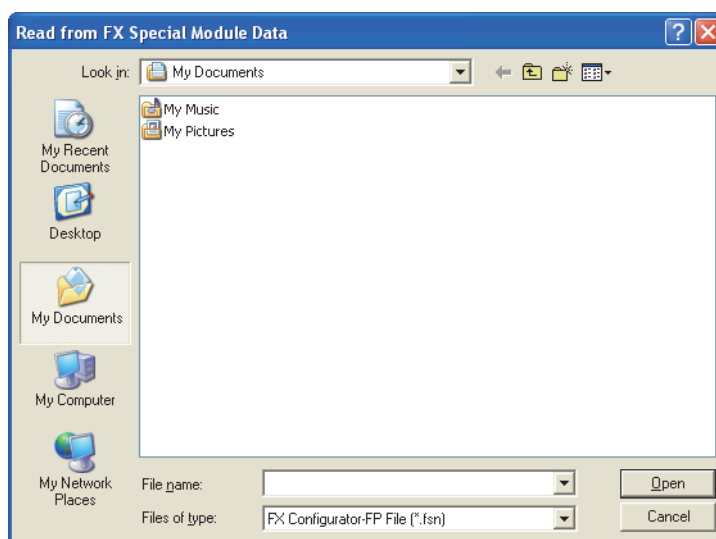 Read from FX Special Module Data
Look in: My Documents
My Music
My Pictures
My Recent
Documents
Desktop
My Documents
My Computer
My Network
Places
File name:
Open
Files of type: FX Configurator-FP File (*.fsn)
Cancel